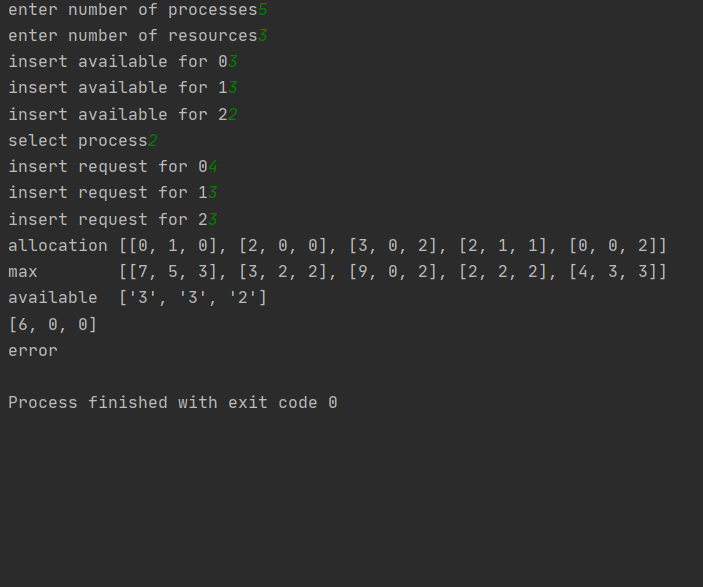 enter number of processes5
enter number of resources3
insert available for 03
insert available for 13
insert available for 22
select process2
insert request for 04
insert request for 13
insert request for 23
allocation [[0, 1, 0], [2, 0, 0], [3, 0, 2], [2, 1, 1], [0, 0, 2]]
max        [[7, 5, 3], [3, 2, 2], [9, 0, 2], [2, 2, 2], [4, 3, 3]]
available  ['3', '3', '2']
[6, 0, 0]
error
Process finished with exit code 0